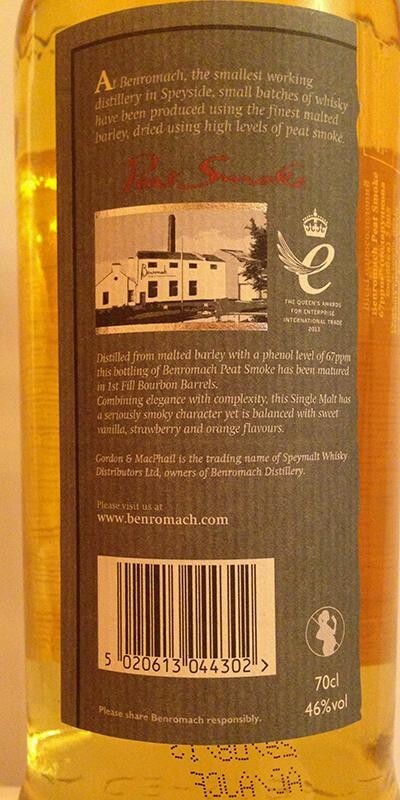 At Benromach, the smallest working
distillery in Speyside, small batches of whisky
have been produced using the finest malted
barley, dried using high levels of peat smoke.
Peat Smoke
Benromach
THE QUEEN'S AWARDS
FOR ENTERPRISE
INTERNATIONAL TRADE
2013
Distilled from malted barley with a phenol level of 67ppm
this bottling of Benromach Peat Smoke has been matured
in 1st Fill Bourbon Barrels.
Combining elegance with complexity, this Single Malt has
a seriously smoky character yet is balanced with sweet
vanilla, strawberry and orange flavours.
Gordon & MacPhail is the trading name of Speymalt Whisky
Distributors Ltd, owners of Benromach Distillery.
Please visit us at
www.benromach.com
5 020613 044302 >
70cl
46%vol
Please share Benromach responsibly.
Benromach Peat Smoke